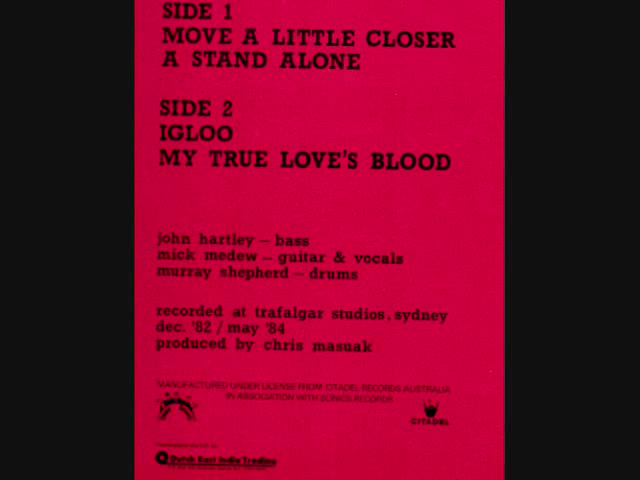 SIDE 1
MOVE A LITTLE CLOSER
A STAND ALONE
SIDE 2
IGLOO
MY TRUE LOVE'S BLOOD
john hartley – bass
mick medew – guitar & vocals
murray shepherd – drums
recorded at trafalgar studios, sydney
dec. '82 / may '84
produced by chris masuak
MANUFACTURED UNDER LICENSE FROM CITADEL RECORDS AUSTRALIA
IN ASSOCIATION WITH SONICS RECORDS
CITADEL
Dutch East India Trading